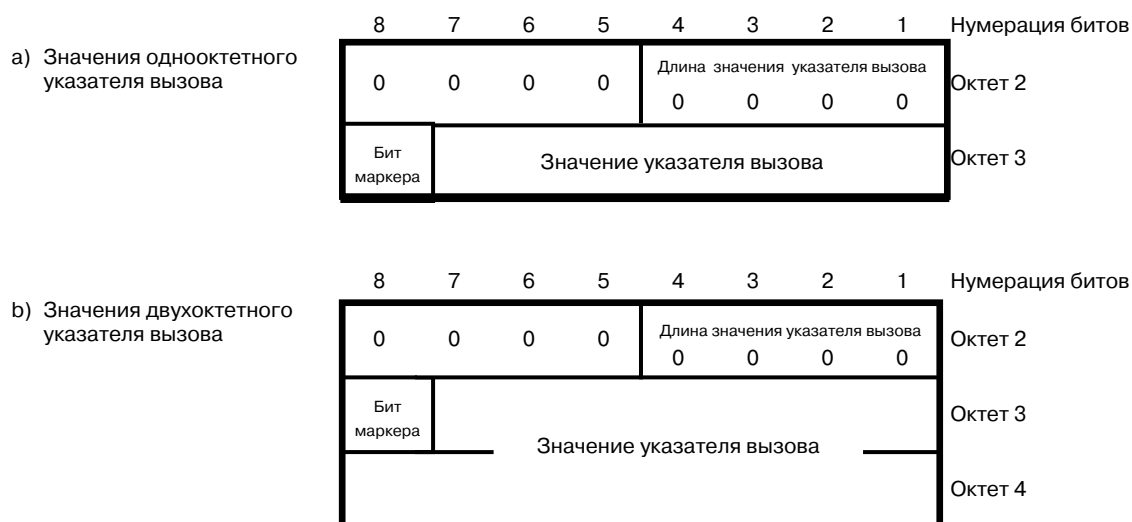 8 7 6 5 4 3 2 1 Нумерация битов
a) Значения однооктетного
указателя вызова
0 0 0 0 Длина значения указателя вызова
0 0 0 0
Октет 2
Бит
маркера
Значение указателя вызова
Октет 3
8 7 6 5 4 3 2 1 Нумерация битов
b) Значения двухоктетного
указателя вызова
0 0 0 0 Длина значения указателя вызова
0 0 0 0
Октет 2
Бит
маркера
Октет 3
Значение указателя вызова
Октет 4